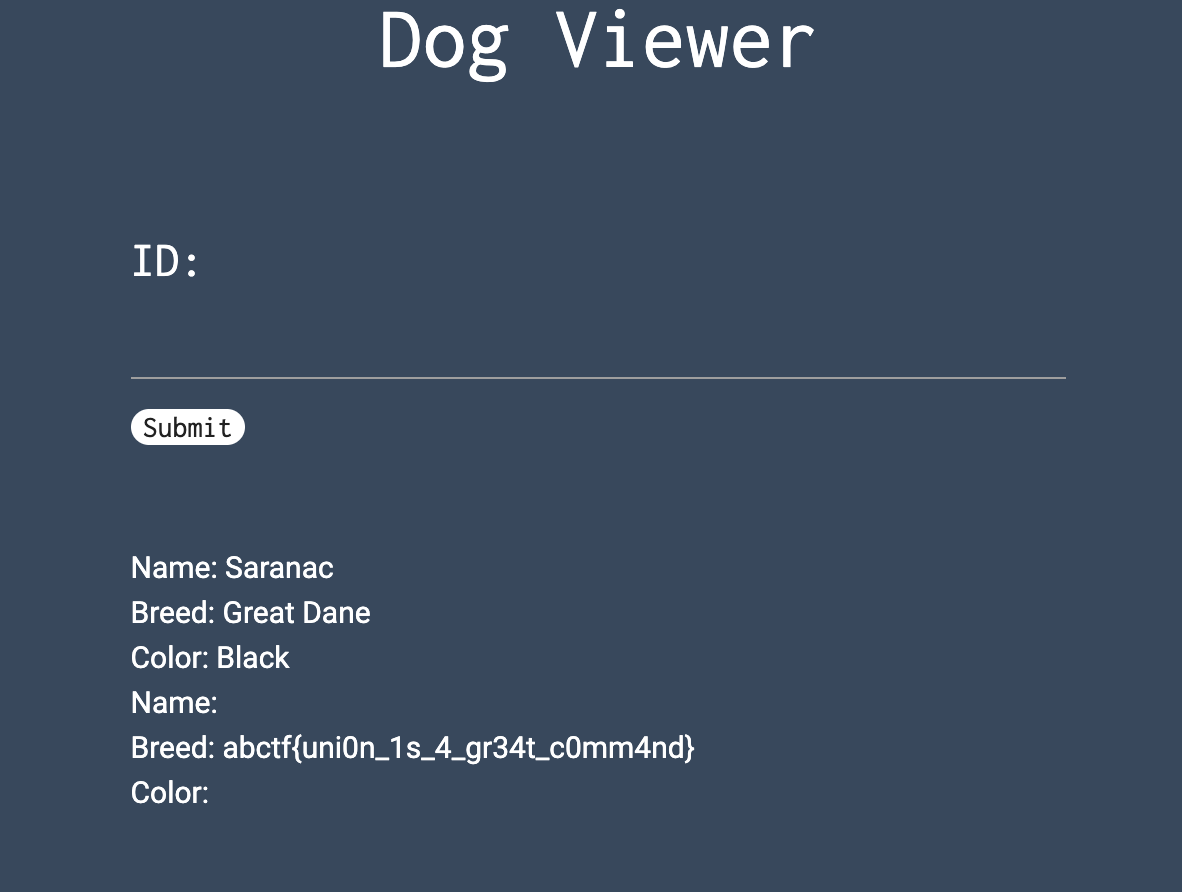 Dog Viewer
ID:
Submit
Name: Saranac
Breed: Great Dane
Color: Black
Name:
Breed: abctf{uni0n_1s_4_gr34t_c0mm4nd}
Color: